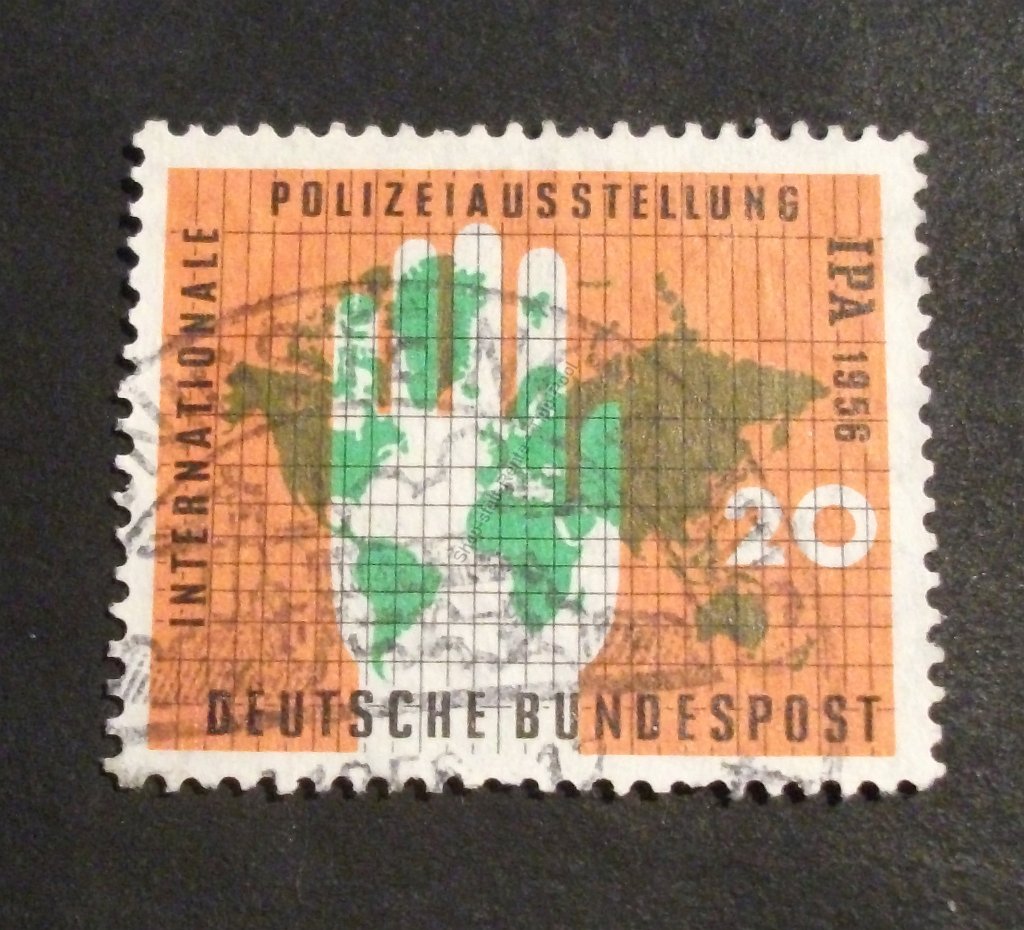 INTERNATIONALE
POLIZEIAUSSTELLUNG
IPA 1956
20
DEUTSCHE BUNDESPOST